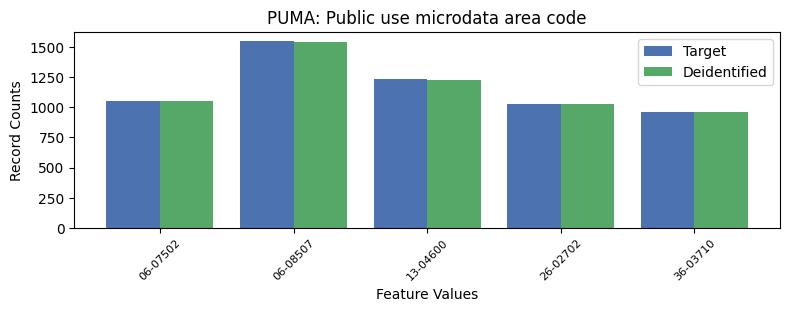 PUMA: Public use microdata area code
Target
Deidentified
1500
1250
1000
750
500
250
0
Record Counts
06-07502
06-08507
13-04600
26-02702
36-03710
Feature Values